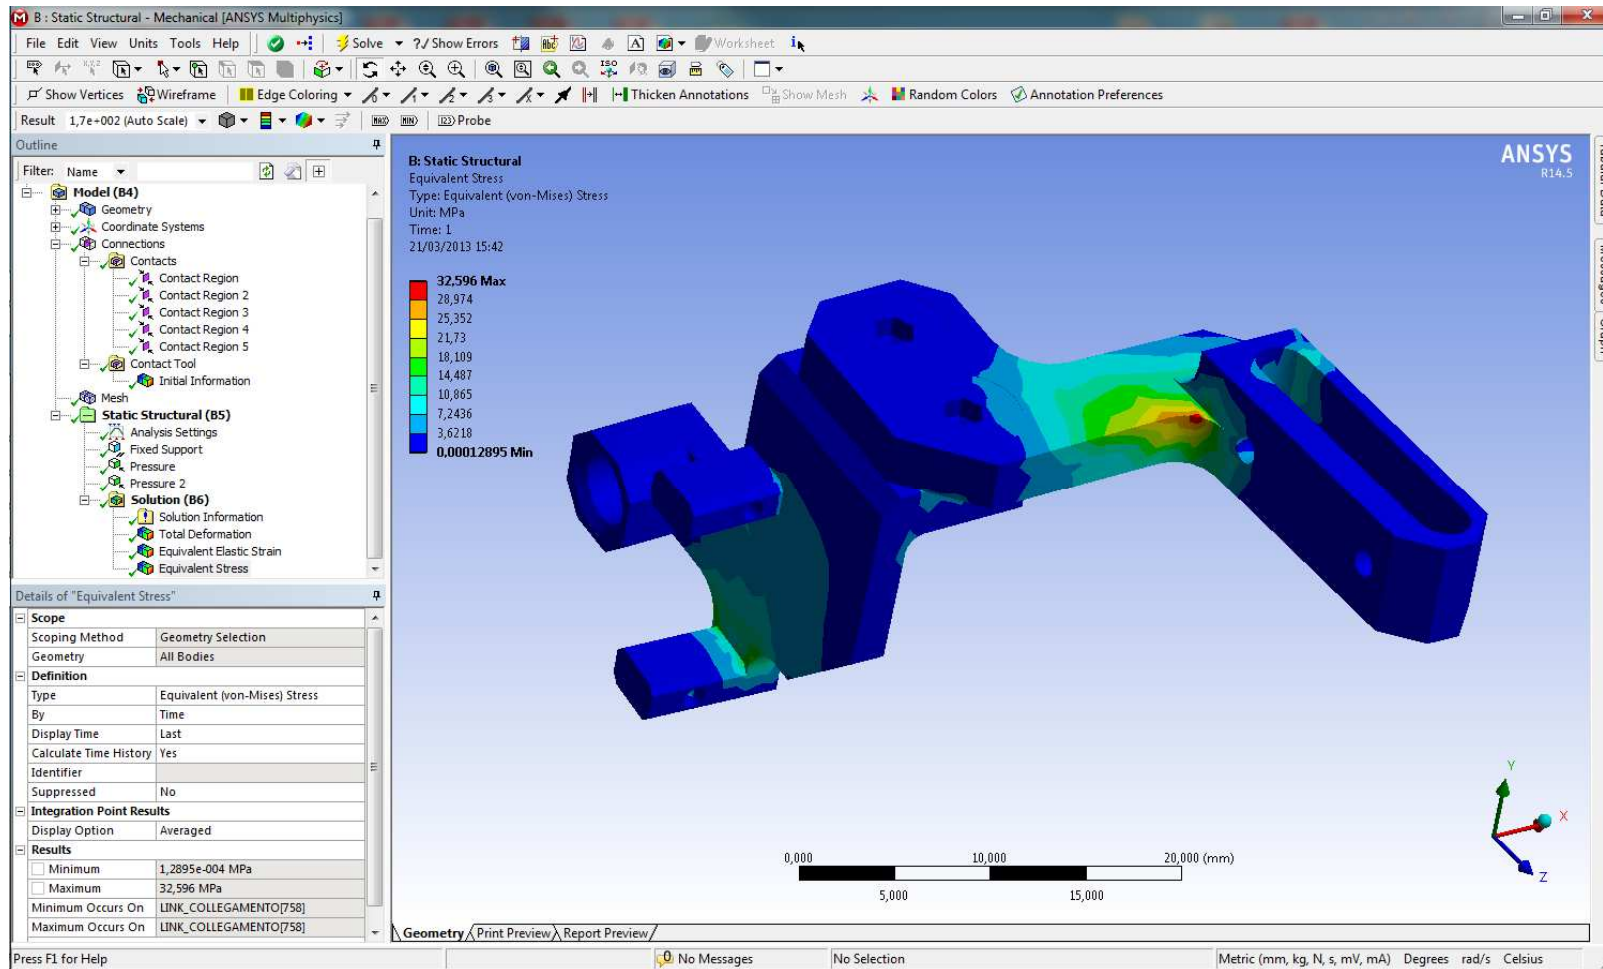 B : Static Structural - Mechanical [ANSYS Multiphysics]
File Edit View Units Tools Help Solve ?/ Show Errors Worksheet
Show Vertices Wireframe Edge Coloring Thicken Annotations Show Mesh Random Colors Annotation Preferences
Result 1,7e+002 (Auto Scale) MAX MIN Probe
Outline
Filter: Name
Model (B4)
Geometry
Coordinate Systems
Connections
Contacts
Contact Region
Contact Region 2
Contact Region 3
Contact Region 4
Contact Region 5
Contact Tool
Initial Information
Mesh
Static Structural (B5)
Analysis Settings
Fixed Support
Pressure
Pressure 2
Solution (B6)
Solution Information
Total Deformation
Equivalent Elastic Strain
Equivalent Stress
Details of "Equivalent Stress"
Scope
Scoping Method Geometry Selection
Geometry All Bodies
Definition
Type Equivalent (von-Mises) Stress
By Time
Display Time Last
Calculate Time History Yes
Identifier
Suppressed No
Integration Point Results
Display Option Averaged
Results
Minimum 1,2895e-004 MPa
Maximum 32,596 MPa
Minimum Occurs On LINK_COLLEGAMENTO[758]
Maximum Occurs On LINK_COLLEGAMENTO[758]
B: Static Structural
Equivalent Stress
Type: Equivalent (von-Mises) Stress
Unit: MPa
Time: 1
21/03/2013 15:42
32,596 Max
28,974
25,352
21,73
18,109
14,487
10,865
7,2436
3,6218
0,00012895 Min
ANSYS
R14.5
Y
X
Z
0,000 10,000 20,000 (mm)
5,000 15,000
Geometry Print Preview Report Preview
Press F1 for Help 0 No Messages No Selection Metric (mm, kg, N, s, mV, mA) Degrees rad/s Celsius